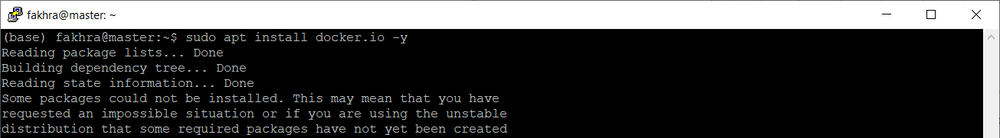 fakhra@master: ~
(base) fakhra@master:~$ sudo apt install docker.io -y
Reading package lists... Done
Building dependency tree... Done
Reading state information... Done
Some packages could not be installed. This may mean that you have
requested an impossible situation or if you are using the unstable
distribution that some required packages have not yet been created